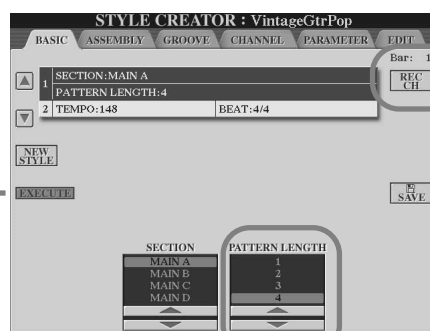 STYLE CREATOR : VintageGtrPop
BASIC ASSEMBLY GROOVE CHANNEL PARAMETER EDIT
Bar: 1
1 SECTION:MAIN A
PATTERN LENGTH:4
REC CH
2 TEMPO:148 BEAT:4/4
NEW STYLE
EXECUTE
SAVE
SECTION PATTERN LENGTH
MAIN A 1
MAIN B 2
MAIN C 3
MAIN D 4